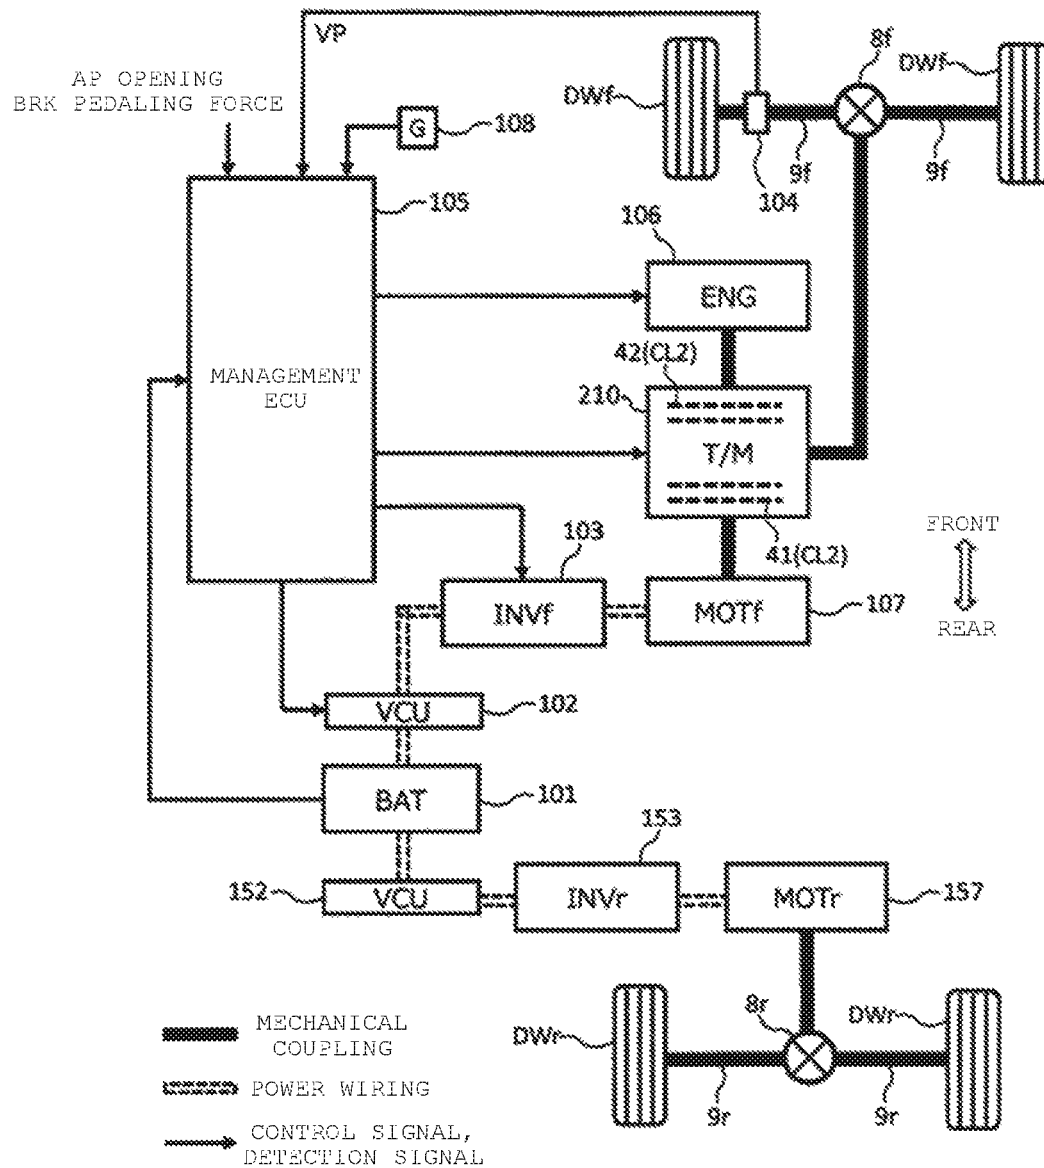 VP
8f
DWf
DWf
AP OPENING
BRK PEDALING FORCE
G
108
9f
9f
104
105
106
ENG
42(CL2)
MANAGEMENT
ECU
210
T/M
41(CL2)
FRONT
REAR
103
INVf
MOTf
107
VCU
102
BAT
101
153
152
VCU
INVr
MOTr
157
8r
DWr
DWr
9r
9r
MECHANICAL
COUPLING
POWER WIRING
CONTROL SIGNAL,
DETECTION SIGNAL